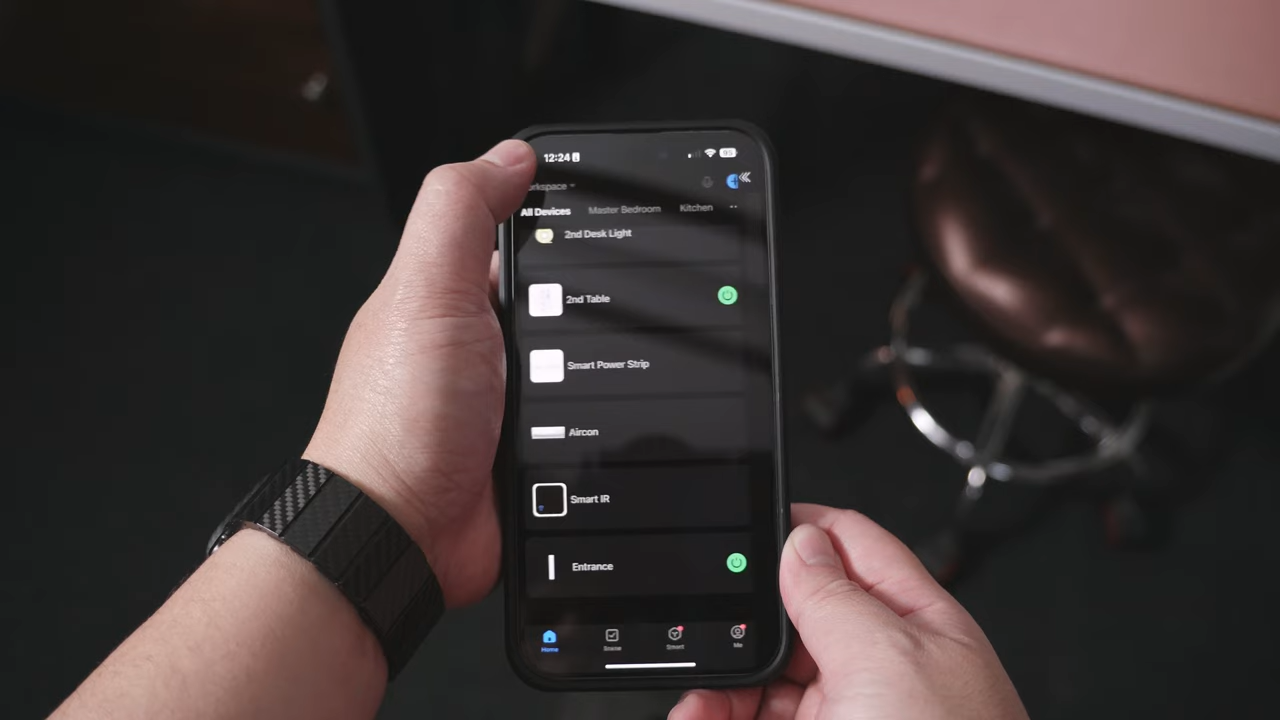 12:24
95
orkspace
All Devices Master Bedroom Kitchen ··
2nd Desk Light
2nd Table
Smart Power Strip
Aircon
Smart IR
Entrance
Home Scene Smart Me